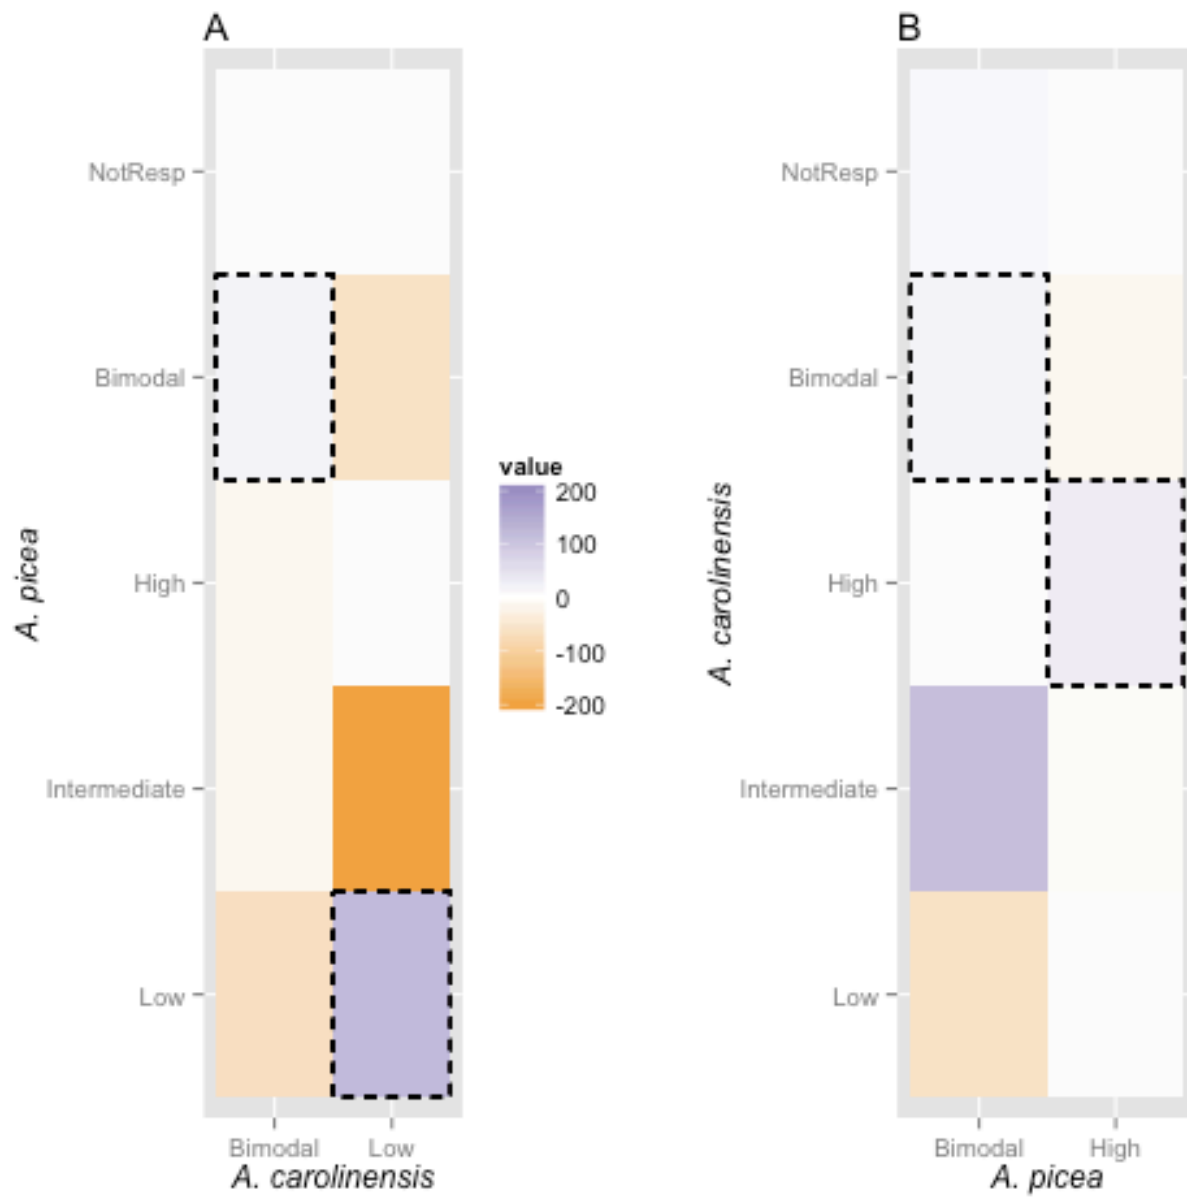 A
NotResp
Bimodal
High
Intermediate
Low
A. picea
Bimodal Low
A. carolinensis
value
200
100
0
-100
-200
B
NotResp
Bimodal
High
Intermediate
Low
A. carolinensis
Bimodal High
A. picea